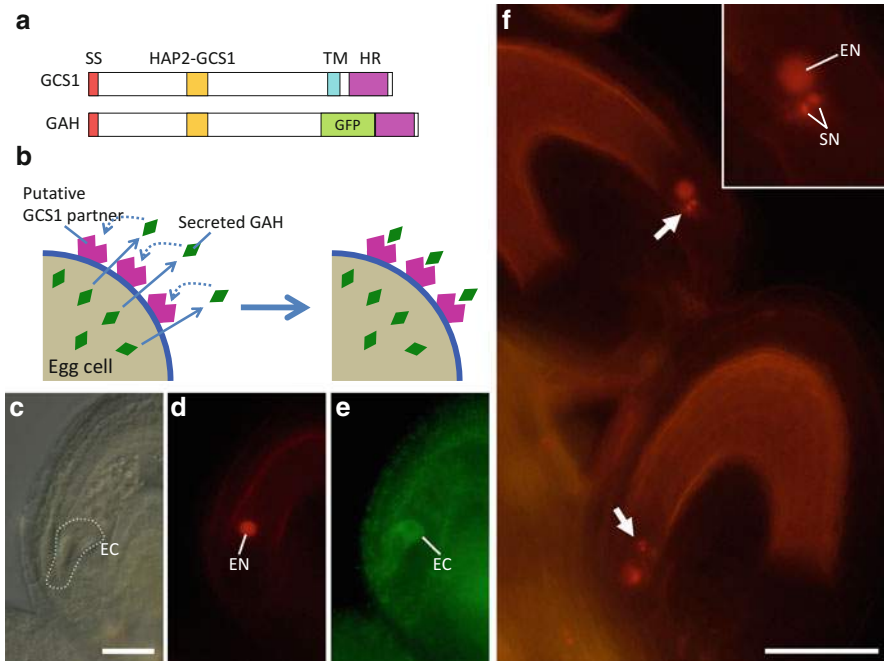 a
SS HAP2-GCS1 TM HR
GCS1
GAH GFP
b
Putative
GCS1 partner
Secreted GAH
Egg cell
c
EC
d
EN
e
EC
f
EN
SN